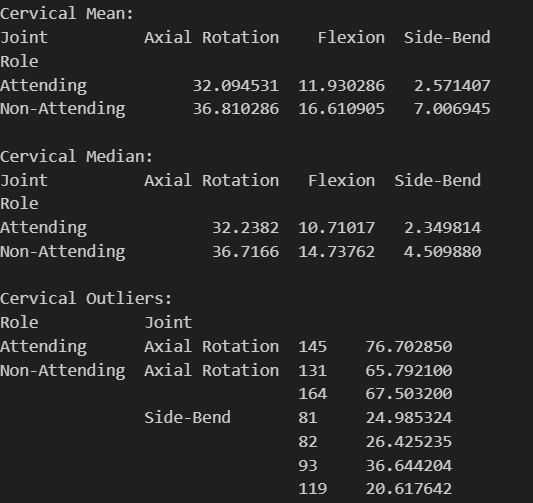 Cervical Mean:
Joint Axial Rotation Flexion Side-Bend
Role
Attending 32.094531 11.930286 2.571407
Non-Attending 36.810286 16.610905 7.006945
Cervical Median:
Joint Axial Rotation Flexion Side-Bend
Role
Attending 32.2382 10.71017 2.349814
Non-Attending 36.7166 14.73762 4.509880
Cervical Outliers:
Role Joint
Attending Axial Rotation 145 76.702850
Non-Attending Axial Rotation 131 65.792100
164 67.503200
Side-Bend 81 24.985324
82 26.425235
93 36.644204
119 20.617642